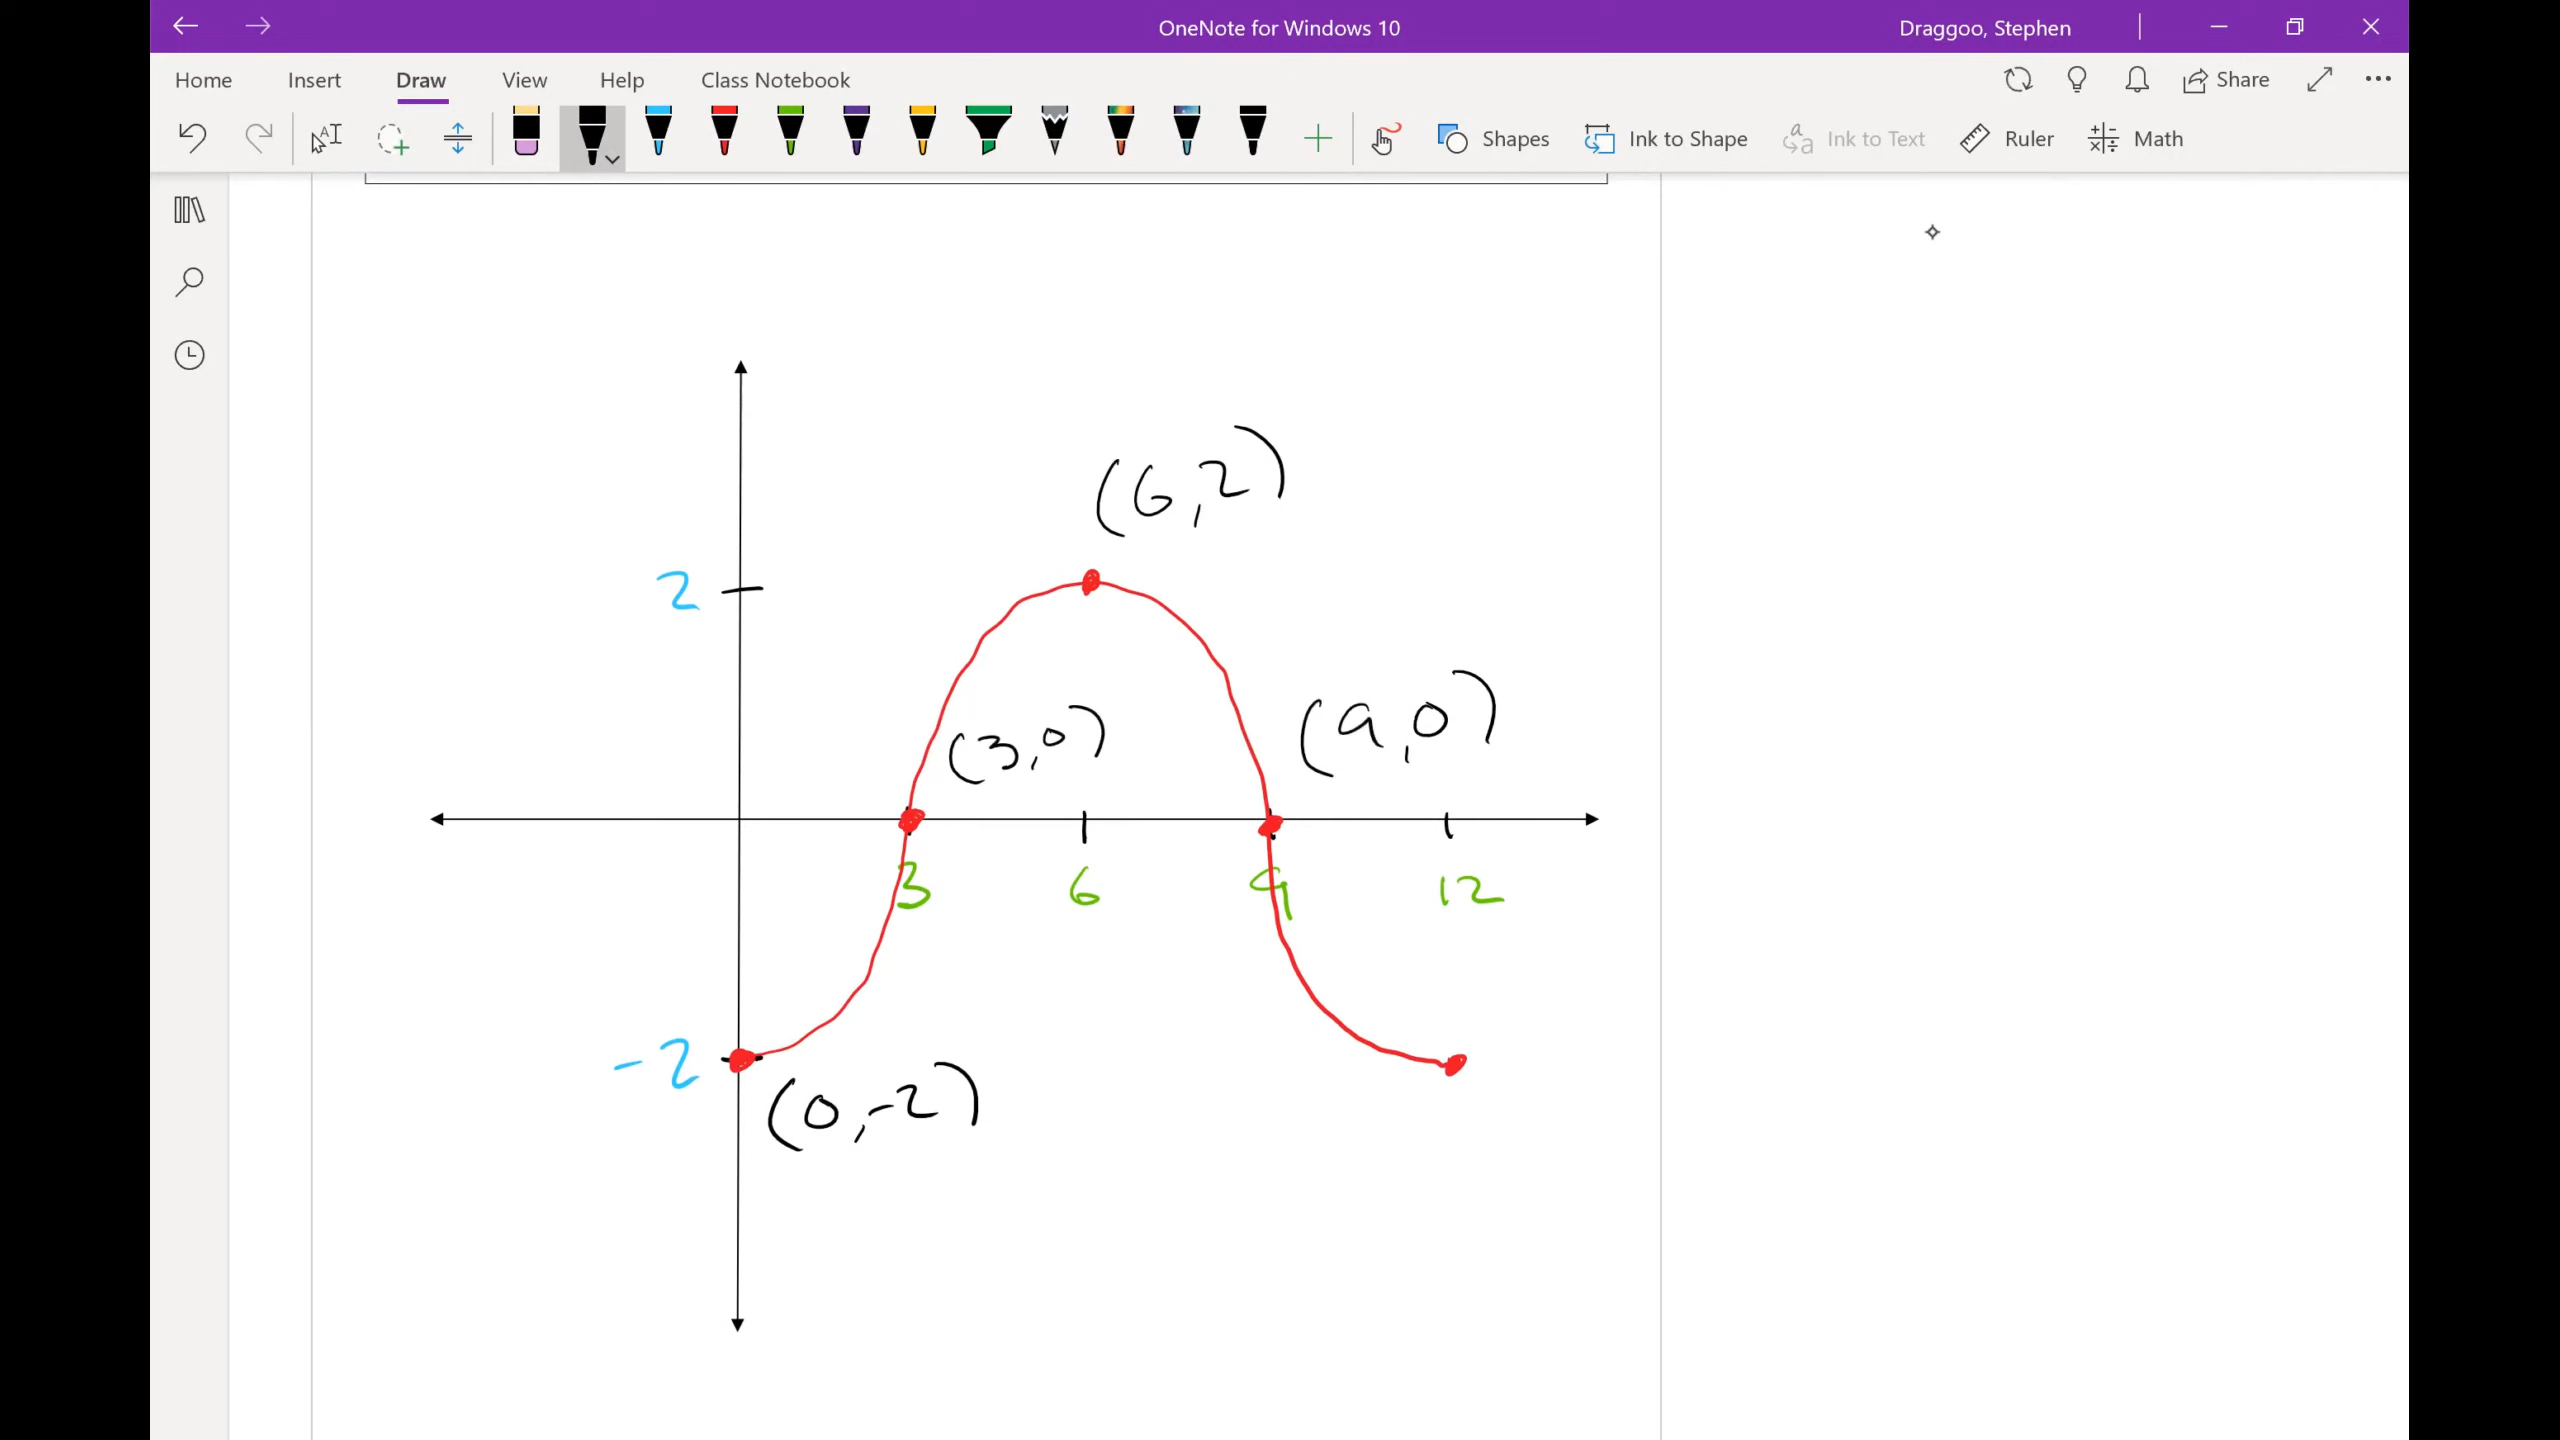 OneNote for Windows 10
Draggoo, Stephen
Home Insert Draw View Help Class Notebook Share
Shapes Ink to Shape Ink to Text Ruler Math
(6,2)
2
(9,0)
(3,0)
3 6 9 12
-2
(0,-2)